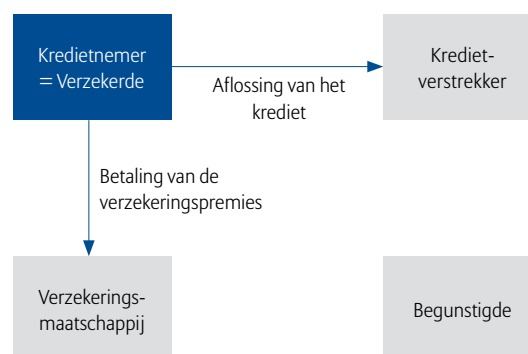 Kredietnemer
= Verzekerde
Krediet-
verstrekker
Aflossing van het
krediet
Betaling van de
verzekeringspremies
Verzekerings-
maatschappij
Begunstigde